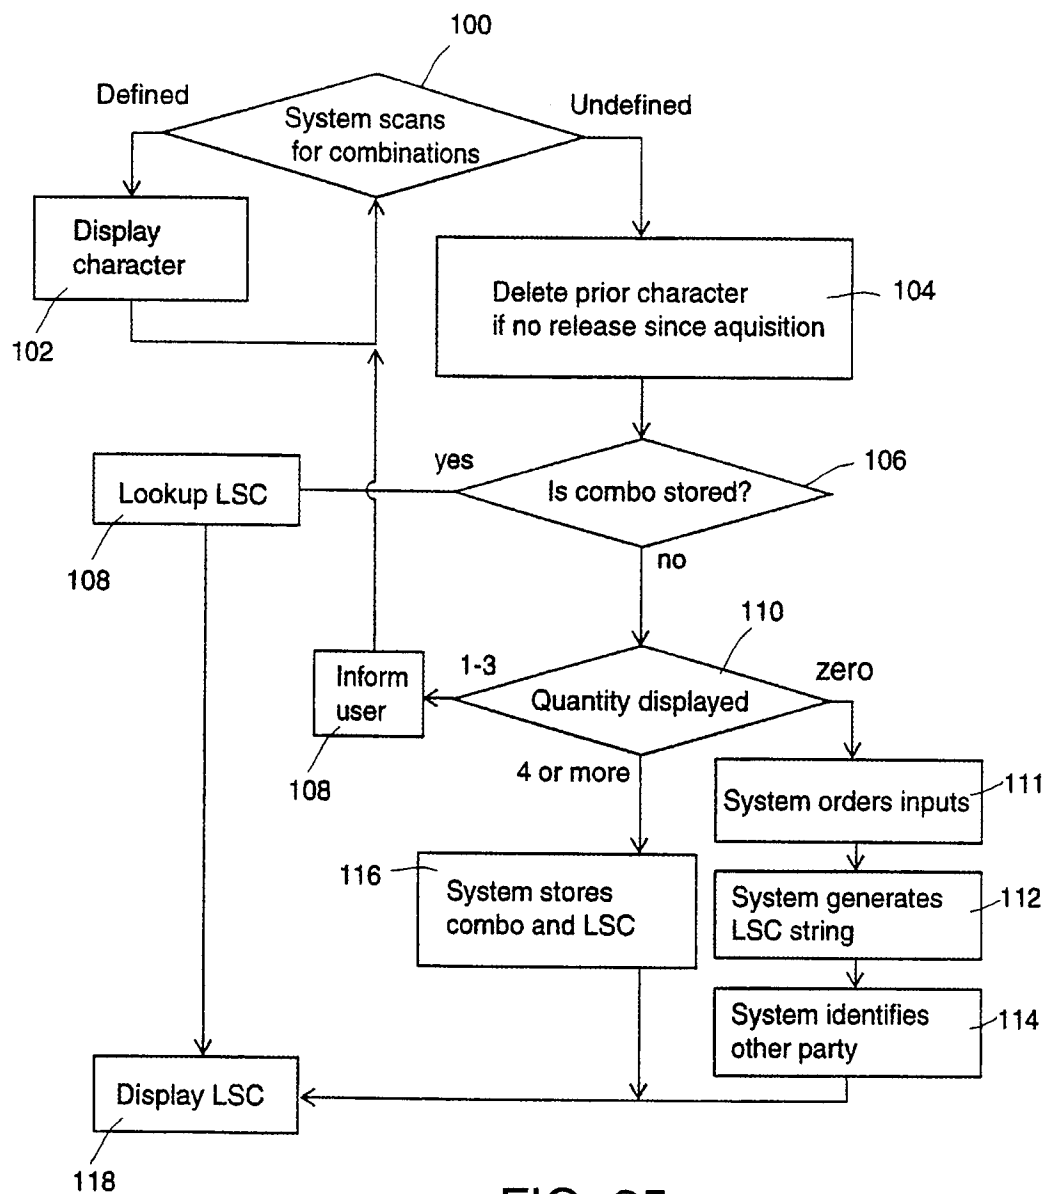 100
Defined
Undefined
System scans
for combinations
Display
character
102
Delete prior character
if no release since aquisition
104
yes
Lookup LSC
108
Is combo stored?
106
no
110
1-3
zero
Inform
user
108
Quantity displayed
4 or more
System orders inputs
111
116
System stores
combo and LSC
System generates
LSC string
112
System identifies
other party
114
Display LSC
118